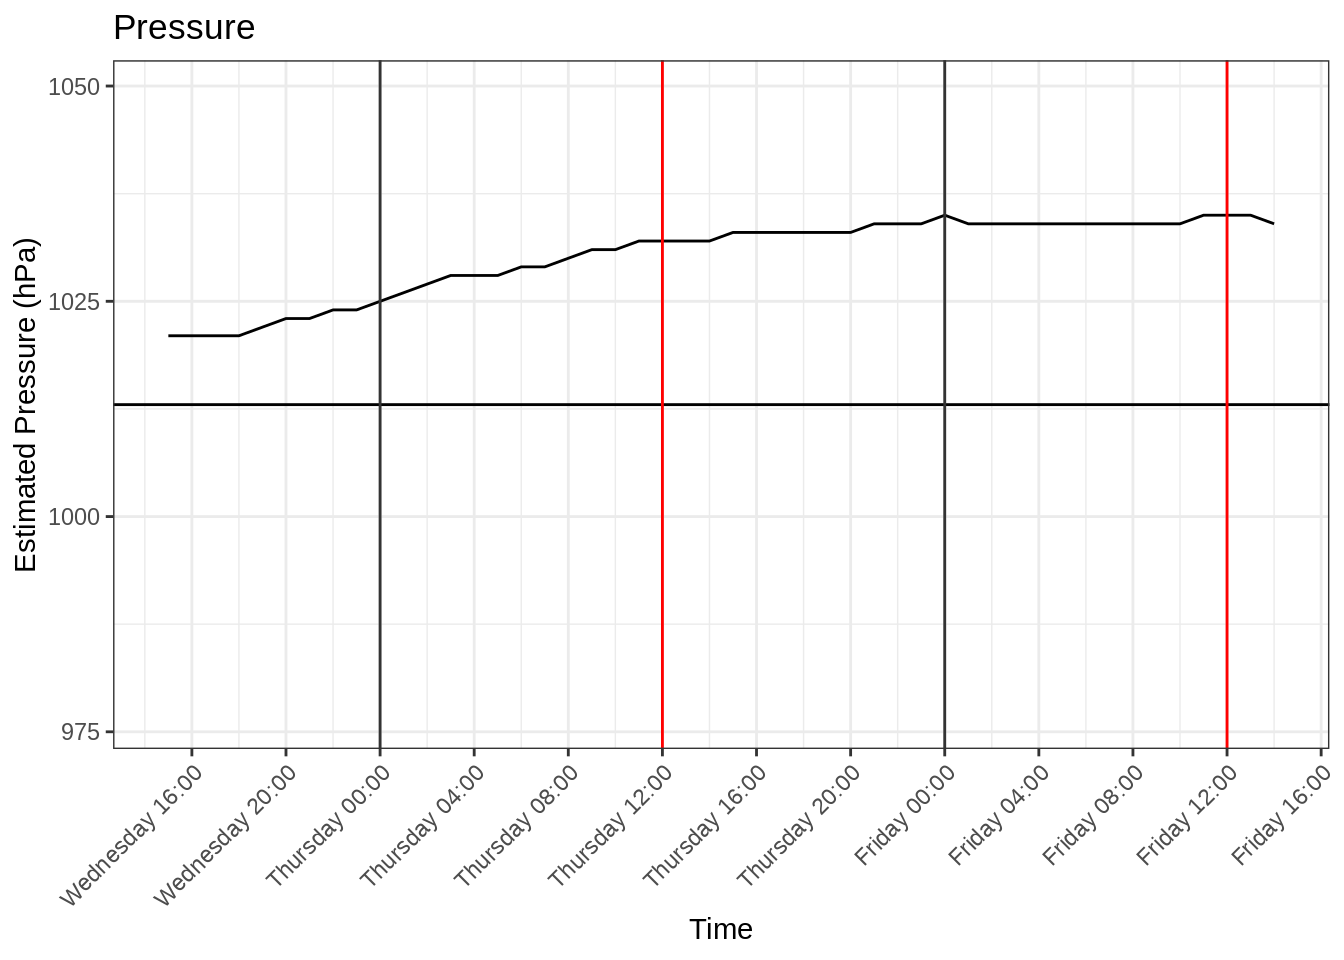 Pressure
Estimated Pressure (hPa)
1050
1025
1000
975
Wednesday 16:00
Wednesday 20:00
Thursday 00:00
Thursday 04:00
Thursday 08:00
Thursday 12:00
Thursday 16:00
Thursday 20:00
Friday 00:00
Friday 04:00
Friday 08:00
Friday 12:00
Friday 16:00
Time